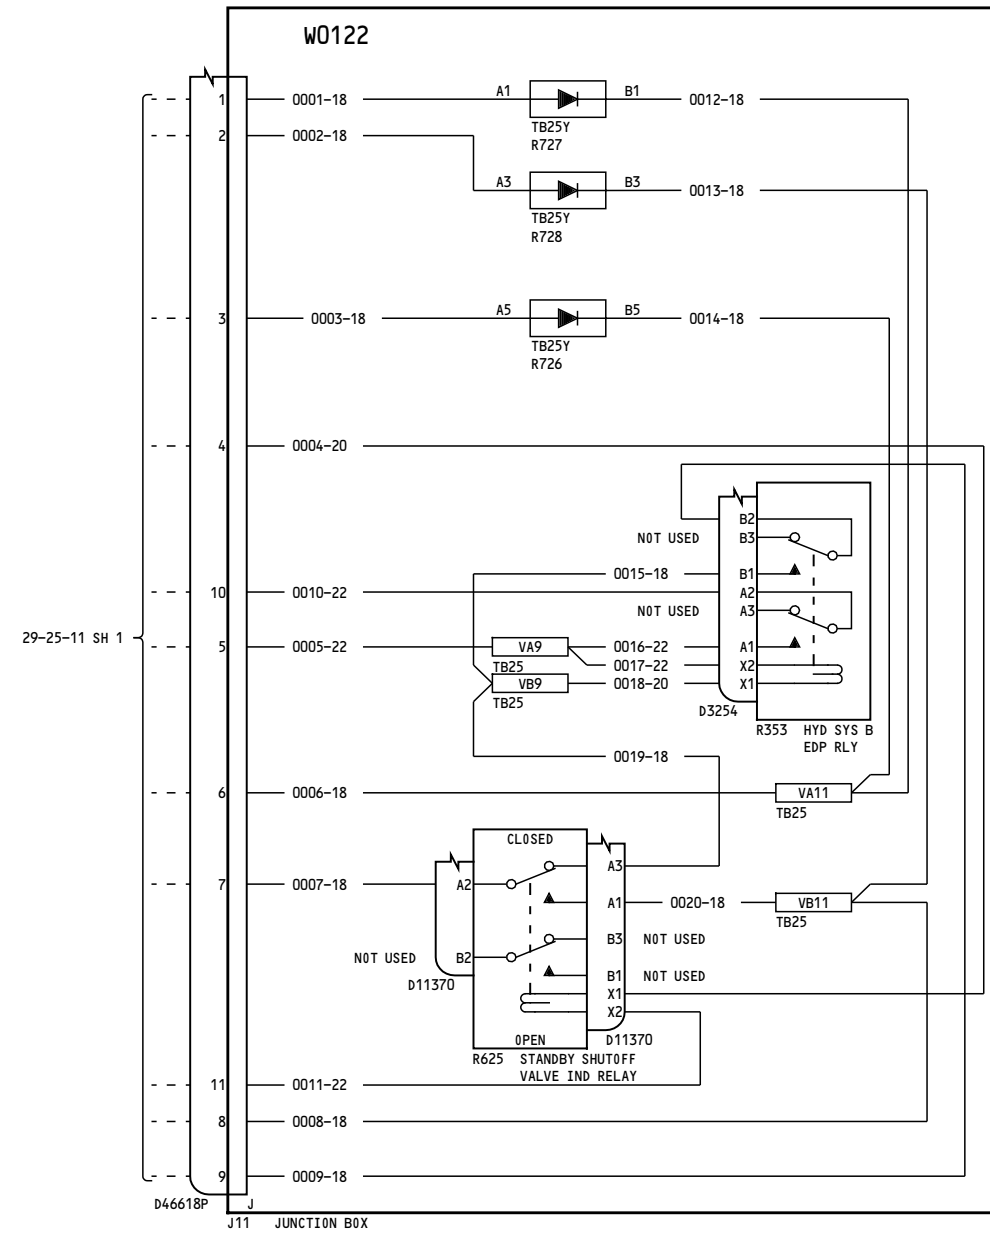 W0122
1 0001-18 A1 B1 0012-18
TB25Y
R727
2 0002-18
A3 B3 0013-18
TB25Y
R728
3 0003-18 A5 B5 0014-18
TB25Y
R726
4 0004-20
B2
NOT USED B3
0015-18 B1
10 0010-22 A2
NOT USED A3
29-25-11 SH 1
5 0005-22 VA9 0016-22 A1
TB25 0017-22 X2
VB9 0018-20 X1
TB25
D3254
R353 HYD SYS B
EDP RLY
0019-18
6 0006-18 VA11
TB25
CLOSED
A3
7 0007-18 A2
A1 0020-18 VB11
TB25
B3 NOT USED
NOT USED B2
B1 NOT USED
D11370
X1
X2
OPEN D11370
R625 STANDBY SHUTOFF
VALVE IND RELAY
11 0011-22
8 0008-18
9 0009-18
D46618P J
J11 JUNCTION BOX